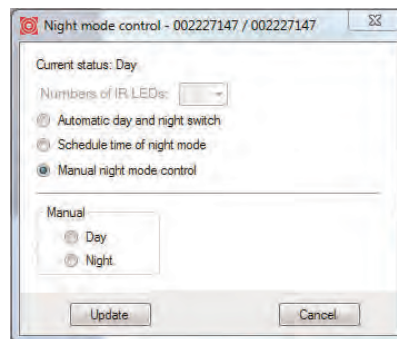 Night mode control - 002227147 / 002227147
Current status: Day
Numbers of IR LEDs:
Automatic day and night switch
Schedule time of night mode
Manual night mode control
Manual
Day
Night
Update
Cancel